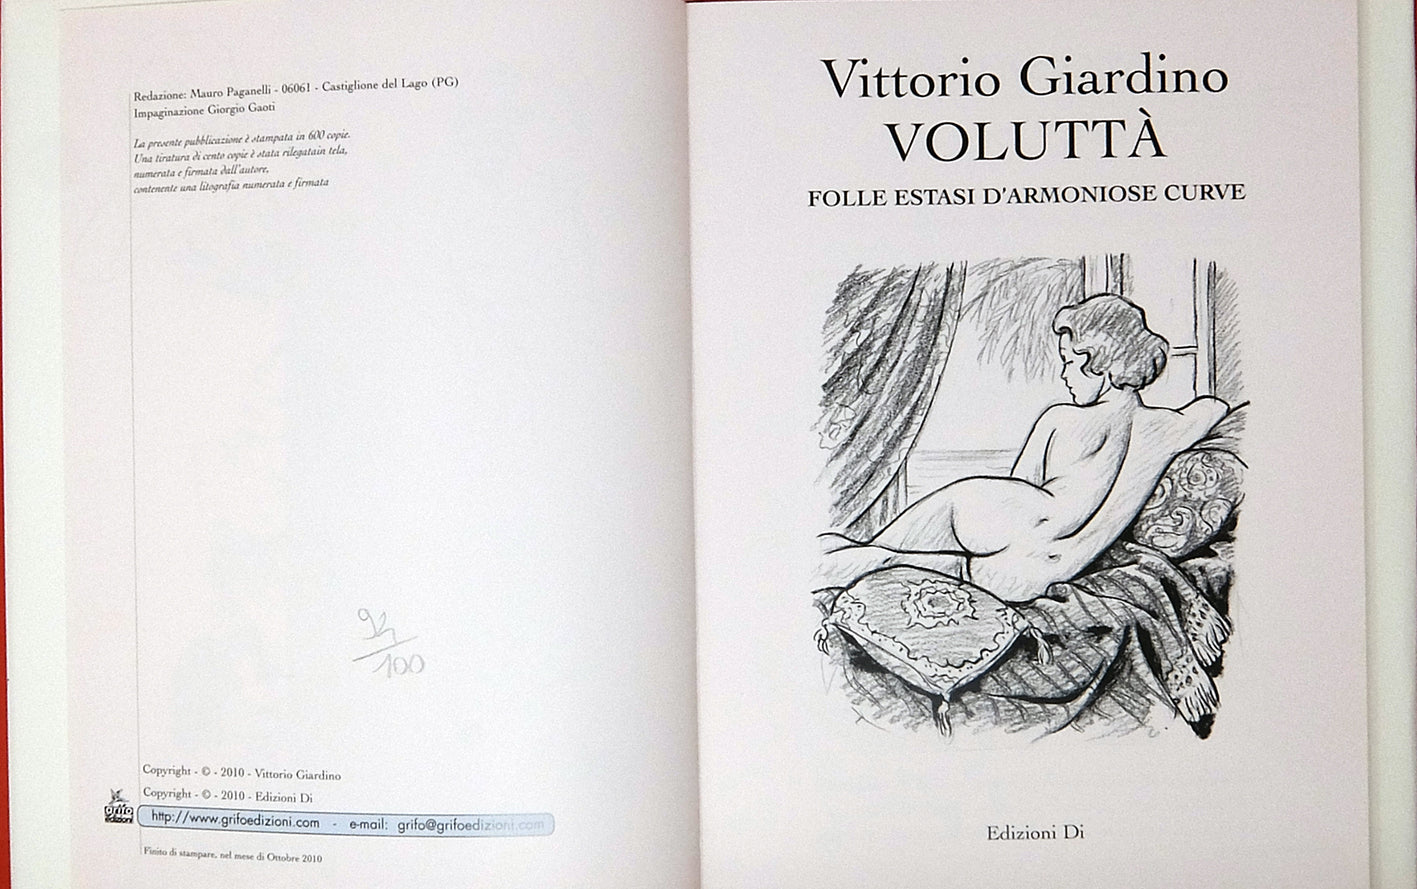 Redazione: Mauro Paganelli - 06061 - Castiglione del Lago (PG)
Impaginazione Giorgio Gaoti
La presente pubblicazione è stampata in 600 copie.
Una tiratura di cento copie è stata rilegatain tela,
numerata e firmata dall'autore,
contenente una litografia numerata e firmata
/100
Copyright - © - 2010 - Vittorio Giardino
Copyright - © - 2010 - Edizioni Di
grifo
edizioni
http://www.grifoedizioni.com - e-mail: grifo@grifoedizioni.com
Finito di stampare, nel mese di Ottobre 2010
Vittorio Giardino
VOLUTTÀ
FOLLE ESTASI D'ARMONIOSE CURVE
Edizioni Di